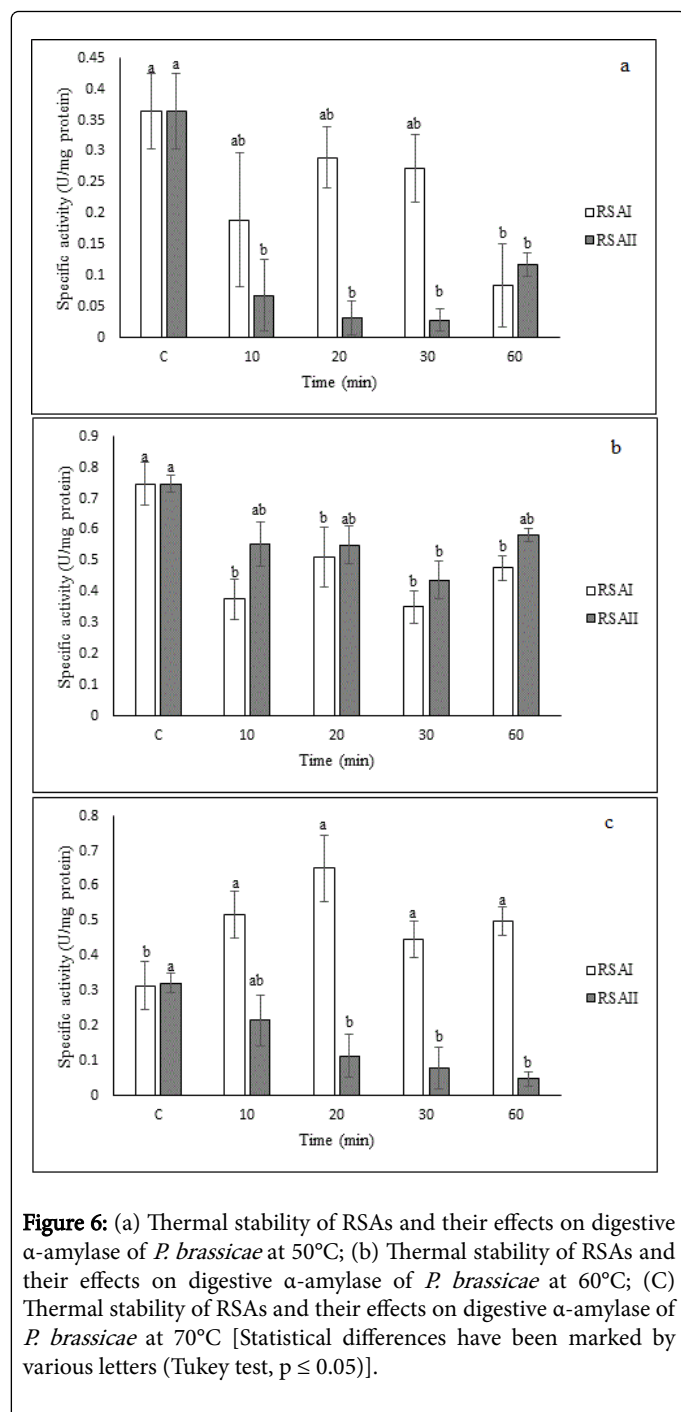 0.45
a
a
a
0.4
0.35
ab
ab
0.3
ab
0.25
0.2
b
b
0.15
b
b
0.1
b
0.05
0
C 10 20 30 60
Time (min)
Specific activity (U/mg protein)
RSAI
RSAII
0.9
b
a
a
0.8
0.7
ab
b
ab
ab
0.6
b
b
b
b
0.5
0.4
0.3
0.2
0.1
0
C 10 20 30 60
Time (min)
Specific activity (U/mg protein)
RSAI
RSAII
0.8
c
a
0.7
a
0.6
a
a
0.5
b
a
0.4
ab
0.3
b
b
0.2
b
0.1
0
C 10 20 30 60
Time (min)
Specific activity (U/mg protein)
RSAI
RSAII
Figure 6: (a) Thermal stability of RSAs and their effects on digestive
α-amylase of P. brassicae at 50°C; (b) Thermal stability of RSAs and
their effects on digestive α-amylase of P. brassicae at 60°C; (C)
Thermal stability of RSAs and their effects on digestive α-amylase of
P. brassicae at 70°C [Statistical differences have been marked by
various letters (Tukey test, p ≤ 0.05)].